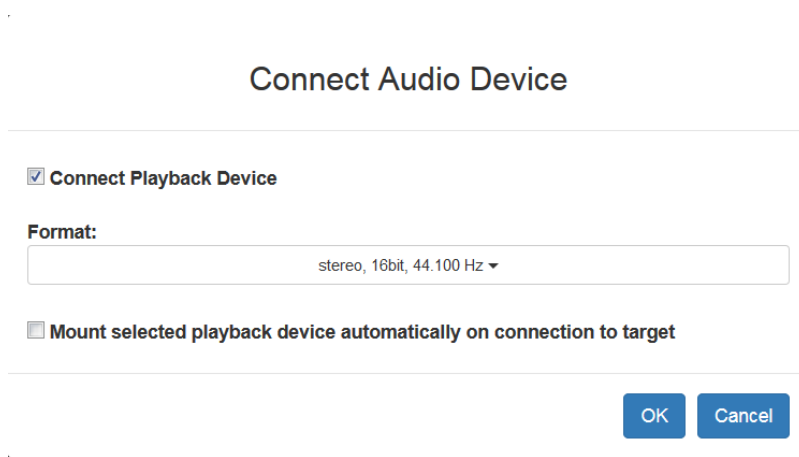 Connect Audio Device
Connect Playback Device
Format:
stereo, 16bit, 44.100 Hz
Mount selected playback device automatically on connection to target
OK Cancel